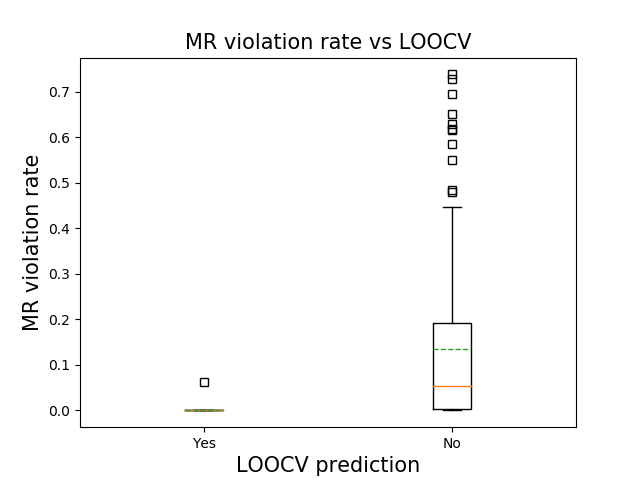 MR violation rate vs LOOCV
MR violation rate
0.7
0.6
0.5
0.4
0.3
0.2
0.1
0.0
Yes
No
LOOCV prediction